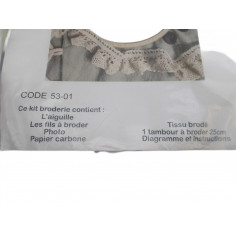 CODE 53-01
Ce kit broderie contient :
L'aiguille
Les fils à broder
Photo
Papier carbone
Tissu brodé
1 tambour à broder 25cm
Diagramme et instructions